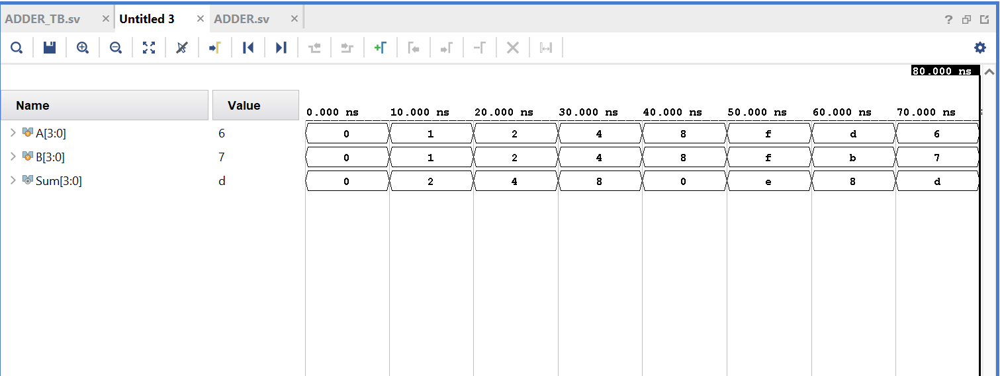 ADDER_TB.sv × Untitled 3 × ADDER.sv × ?
80.000 ns
Name Value
0.000 ns 10.000 ns 20.000 ns 30.000 ns 40.000 ns 50.000 ns 60.000 ns 70.000 ns
A[3:0] 6 0 1 2 4 8 f d 6
B[3:0] 7 0 1 2 4 8 f b 7
Sum[3:0] d 0 2 4 8 0 e 8 d